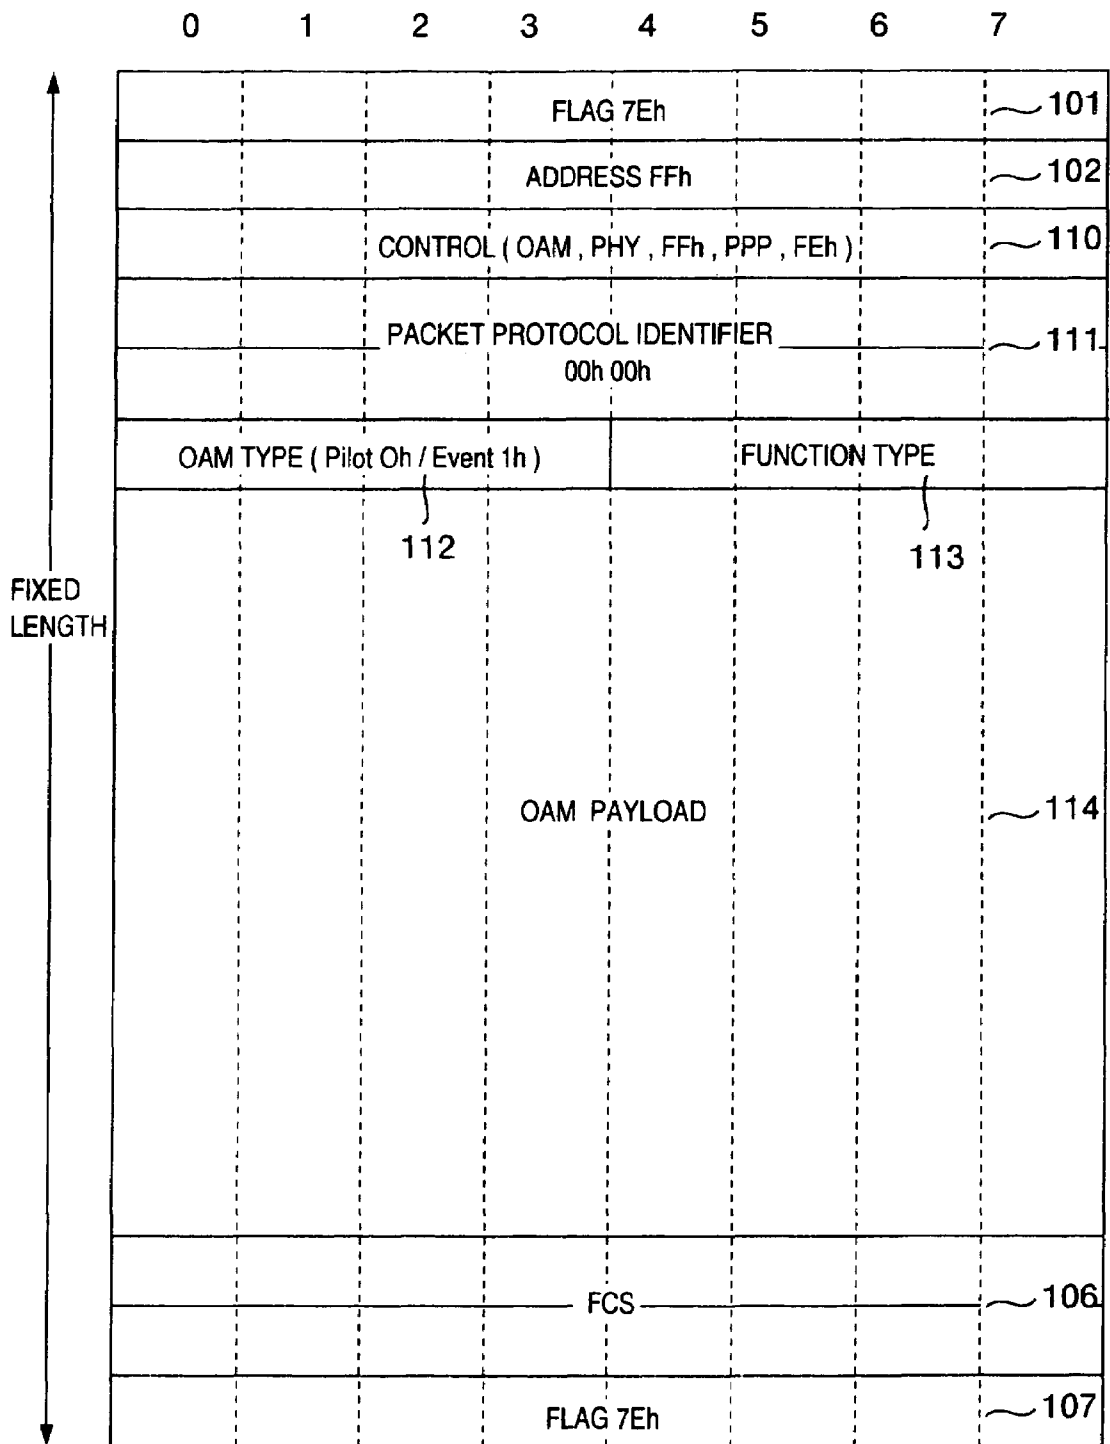 0 1 2 3 4 5 6 7
FLAG 7Eh 101
ADDRESS FFh 102
CONTROL ( OAM , PHY , FFh , PPP , FEh ) 110
PACKET PROTOCOL IDENTIFIER 111
00h 00h
OAM TYPE ( Pilot Oh / Event 1h ) FUNCTION TYPE
112 113
FIXED
LENGTH
OAM PAYLOAD 114
FCS 106
FLAG 7Eh 107